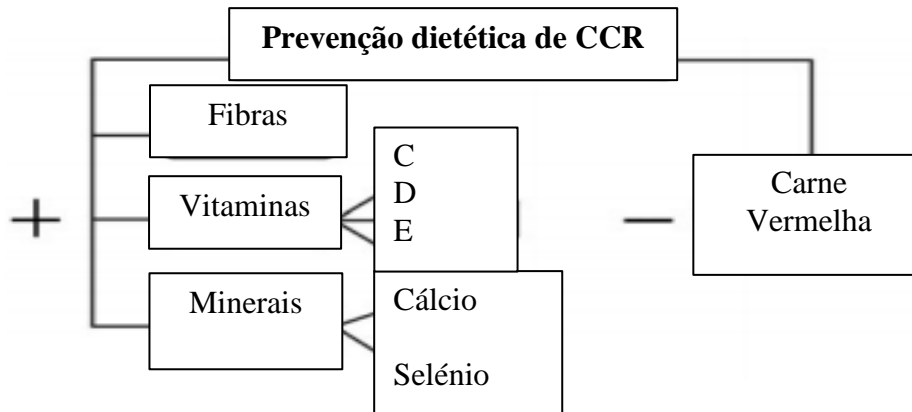 Prevenção dietética de CCR
Fibras
Vitaminas
C
D
E
Minerais
Cálcio
Selénio
+
−
Carne
Vermelha